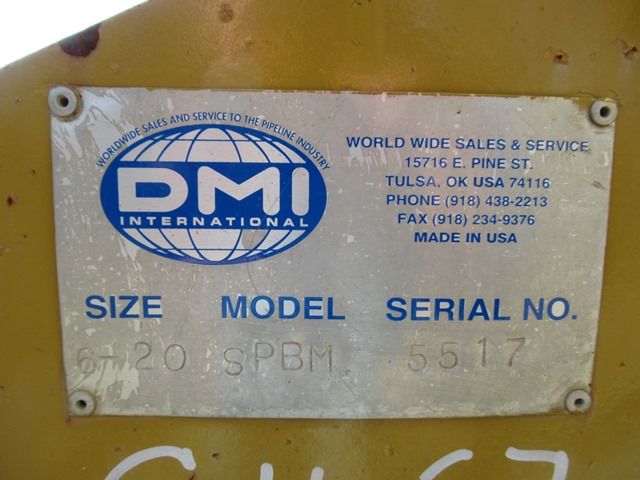 WORLDWIDE SALES AND SERVICE TO THE PIPELINE INDUSTRY
DMI
INTERNATIONAL
WORLD WIDE SALES & SERVICE
15716 E. PINE ST.
TULSA, OK USA 74116
PHONE (918) 438-2213
FAX (918) 234-9376
MADE IN USA
SIZE MODEL SERIAL NO.
6-20 SPBM 5517